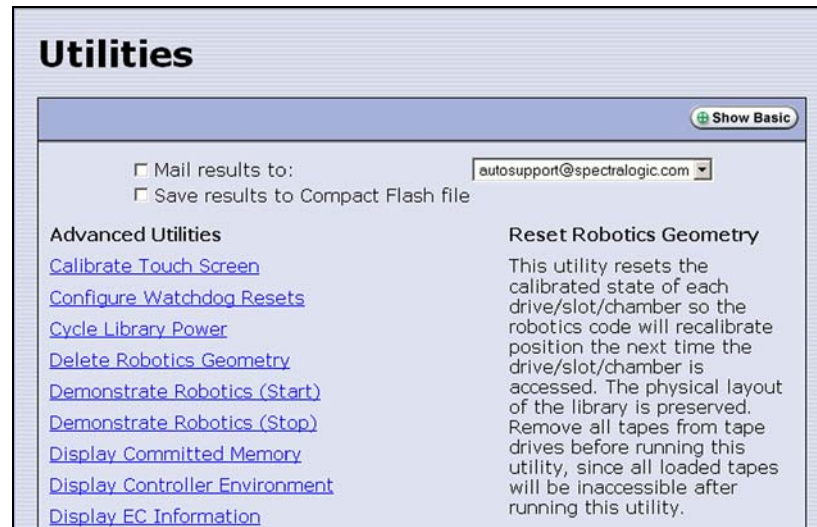 Utilities
Show Basic
Mail results to:
autosupport@spectralogic.com
Save results to Compact Flash file
Advanced Utilities
Calibrate Touch Screen
Configure Watchdog Resets
Cycle Library Power
Delete Robotics Geometry
Demonstrate Robotics (Start)
Demonstrate Robotics (Stop)
Display Committed Memory
Display Controller Environment
Display EC Information
Reset Robotics Geometry
This utility resets the
calibrated state of each
drive/slot/chamber so the
robotics code will recalibrate
position the next time the
drive/slot/chamber is
accessed. The physical layout
of the library is preserved.
Remove all tapes from tape
drives before running this
utility, since all loaded tapes
will be inaccessible after
running this utility.